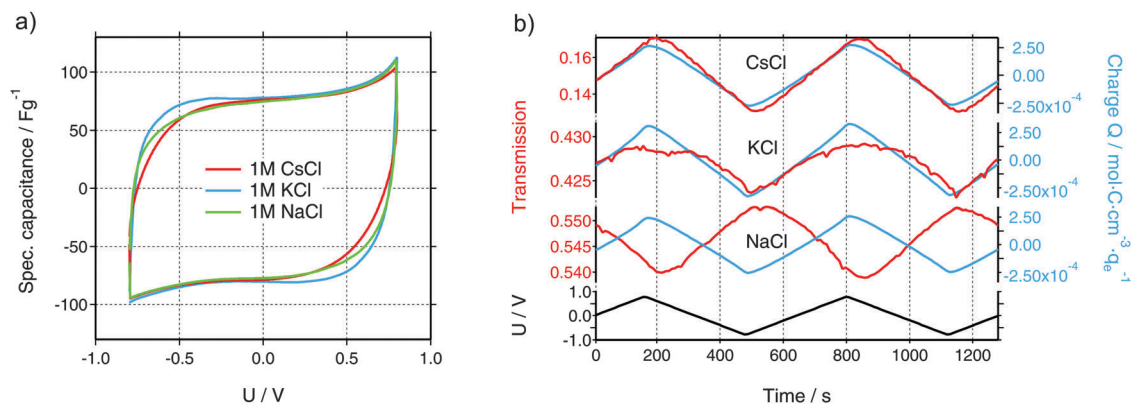 a)
Spec. capacitance / Fg⁻¹
100
50
0
-50
-100
1M CsCl
1M KCl
1M NaCl
-1.0 -0.5 0.0 0.5 1.0
U / V
b)
Transmission
0.16
0.14
0.430
0.425
0.550
0.545
0.540
CsCl
KCl
NaCl
2.50
0.00
-2.50x10⁻⁴
2.50
0.00
-2.50x10⁻⁴
2.50
0.00
-2.50x10⁻⁴
Charge Q / mol·C·cm⁻³·qₑ⁻¹
U / V
1.0
0.0
-1.0
0 200 400 600 800 1000 1200
Time / s